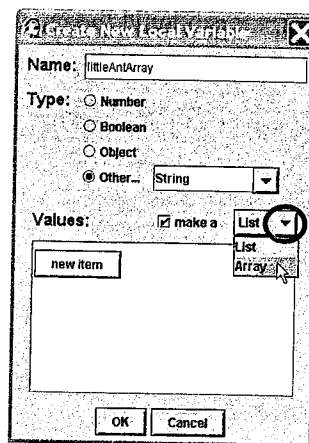 Create New Local Variable
Name: littleAntArray
Type: Number
Boolean
Object
Other... String
Values: make a List
List
new item
Array
OK Cancel